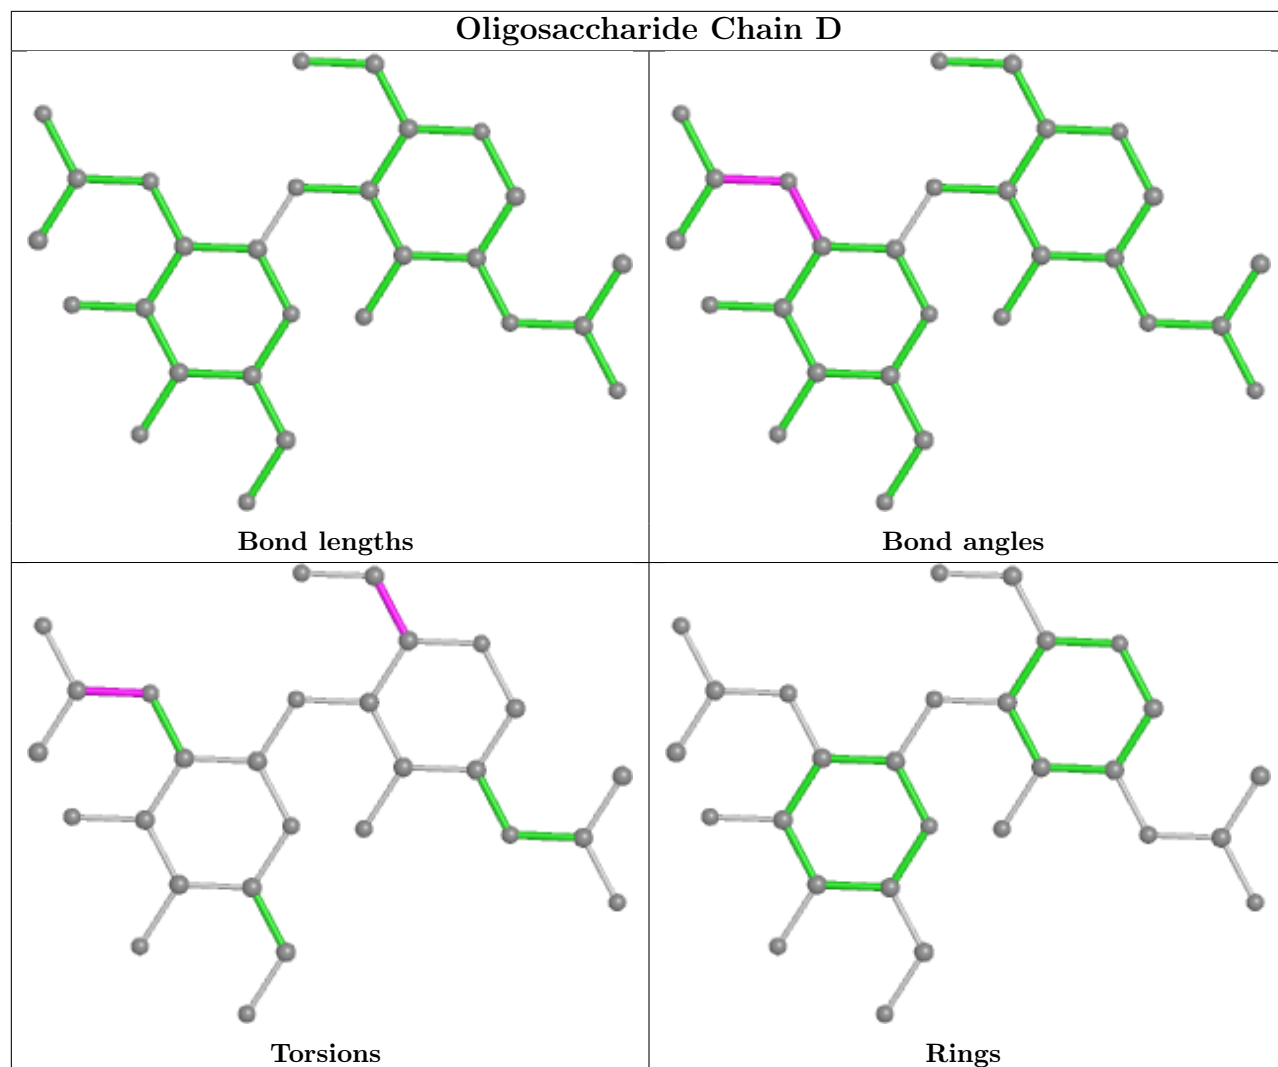 Oligosaccharide Chain D
Bond lengths
Bond angles
Torsions
Rings